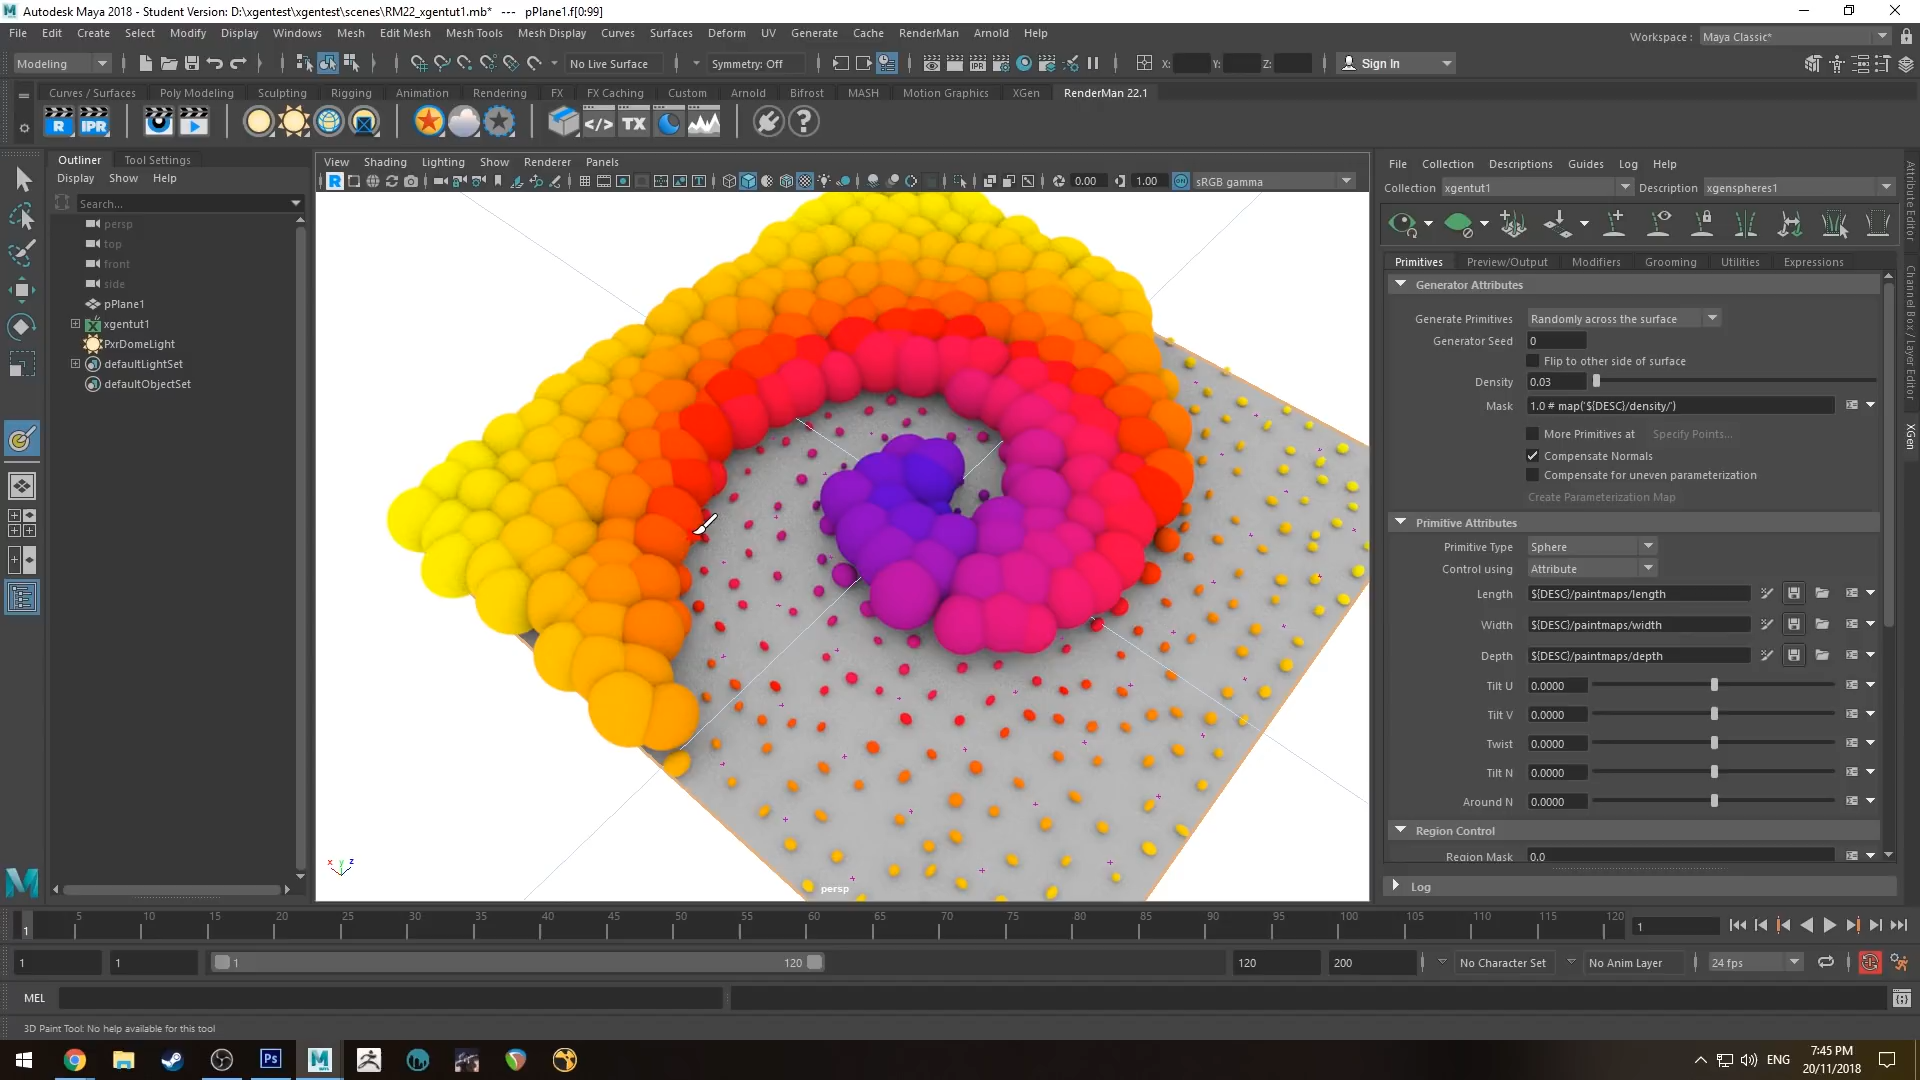 Autodesk Maya 2018 - Student Version: D:\xgentest\xgentest\scenes\RM22_xgentut1.mb* --- pPlane1.f[0:99]
File Edit Create Select Modify Display Windows Mesh Edit Mesh Mesh Tools Mesh Display Curves Surfaces Deform UV Generate Cache RenderMan Arnold Help
Workspace : Maya Classic*
Modeling No Live Surface Symmetry: Off X: Y: Z: Sign In
Curves / Surfaces Poly Modeling Sculpting Rigging Animation Rendering FX FX Caching Custom Arnold Bifrost MASH Motion Graphics XGen RenderMan 22.1
R IPR </> TX ?
Outliner Tool Settings
Display Show Help
Search...
persp
top
front
side
pPlane1
xgentut1
PxrDomeLight
defaultLightSet
defaultObjectSet
View Shading Lighting Show Renderer Panels
R 0.00 1.00 ON sRGB gamma
x y z
persp
File Collection Descriptions Guides Log Help
Collection xgentut1 Description xgenspheres1
Primitives Preview/Output Modifiers Grooming Utilities Expressions
Generator Attributes
Generate Primitives Randomly across the surface
Generator Seed 0
Flip to other side of surface
Density 0.03
Mask 1.0 # map('${DESC}/density/')
More Primitives at Specify Points...
Compensate Normals
Compensate for uneven parameterization
Create Parameterization Map
Primitive Attributes
Primitive Type Sphere
Control using Attribute
Length ${DESC}/paintmaps/length
Width ${DESC}/paintmaps/width
Depth ${DESC}/paintmaps/depth
Tilt U 0.0000
Tilt V 0.0000
Twist 0.0000
Tilt N 0.0000
Around N 0.0000
Region Control
Region Mask 0.0
Log
Attribute Editor
Channel Box / Layer Editor
XGen
1 5 10 15 20 25 30 35 40 45 50 55 60 65 70 75 80 85 90 95 100 105 110 115 120 1
1 1 1 120 120 200 No Character Set No Anim Layer 24 fps
MEL
3D Paint Tool: No help available for this tool
Ps
ENG
7:45 PM
20/11/2018